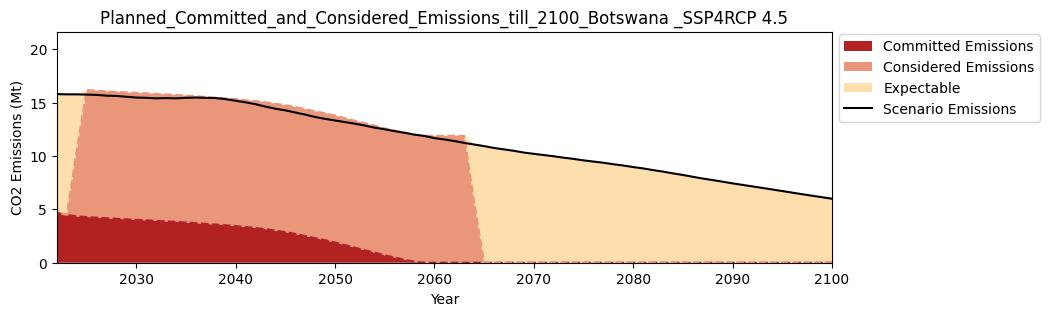 Planned_Committed_and_Considered_Emissions_till_2100_Botswana _SSP4RCP 4.5
Committed Emissions
Considered Emissions
Expectable
Scenario Emissions
CO2 Emissions (Mt)
20
15
10
5
0
2030 2040 2050 2060 2070 2080 2090 2100
Year